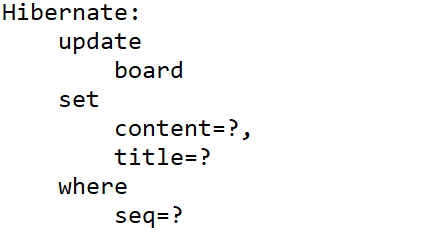 Hibernate:
    update
        board
    set
        content=?,
        title=?
    where
        seq=?